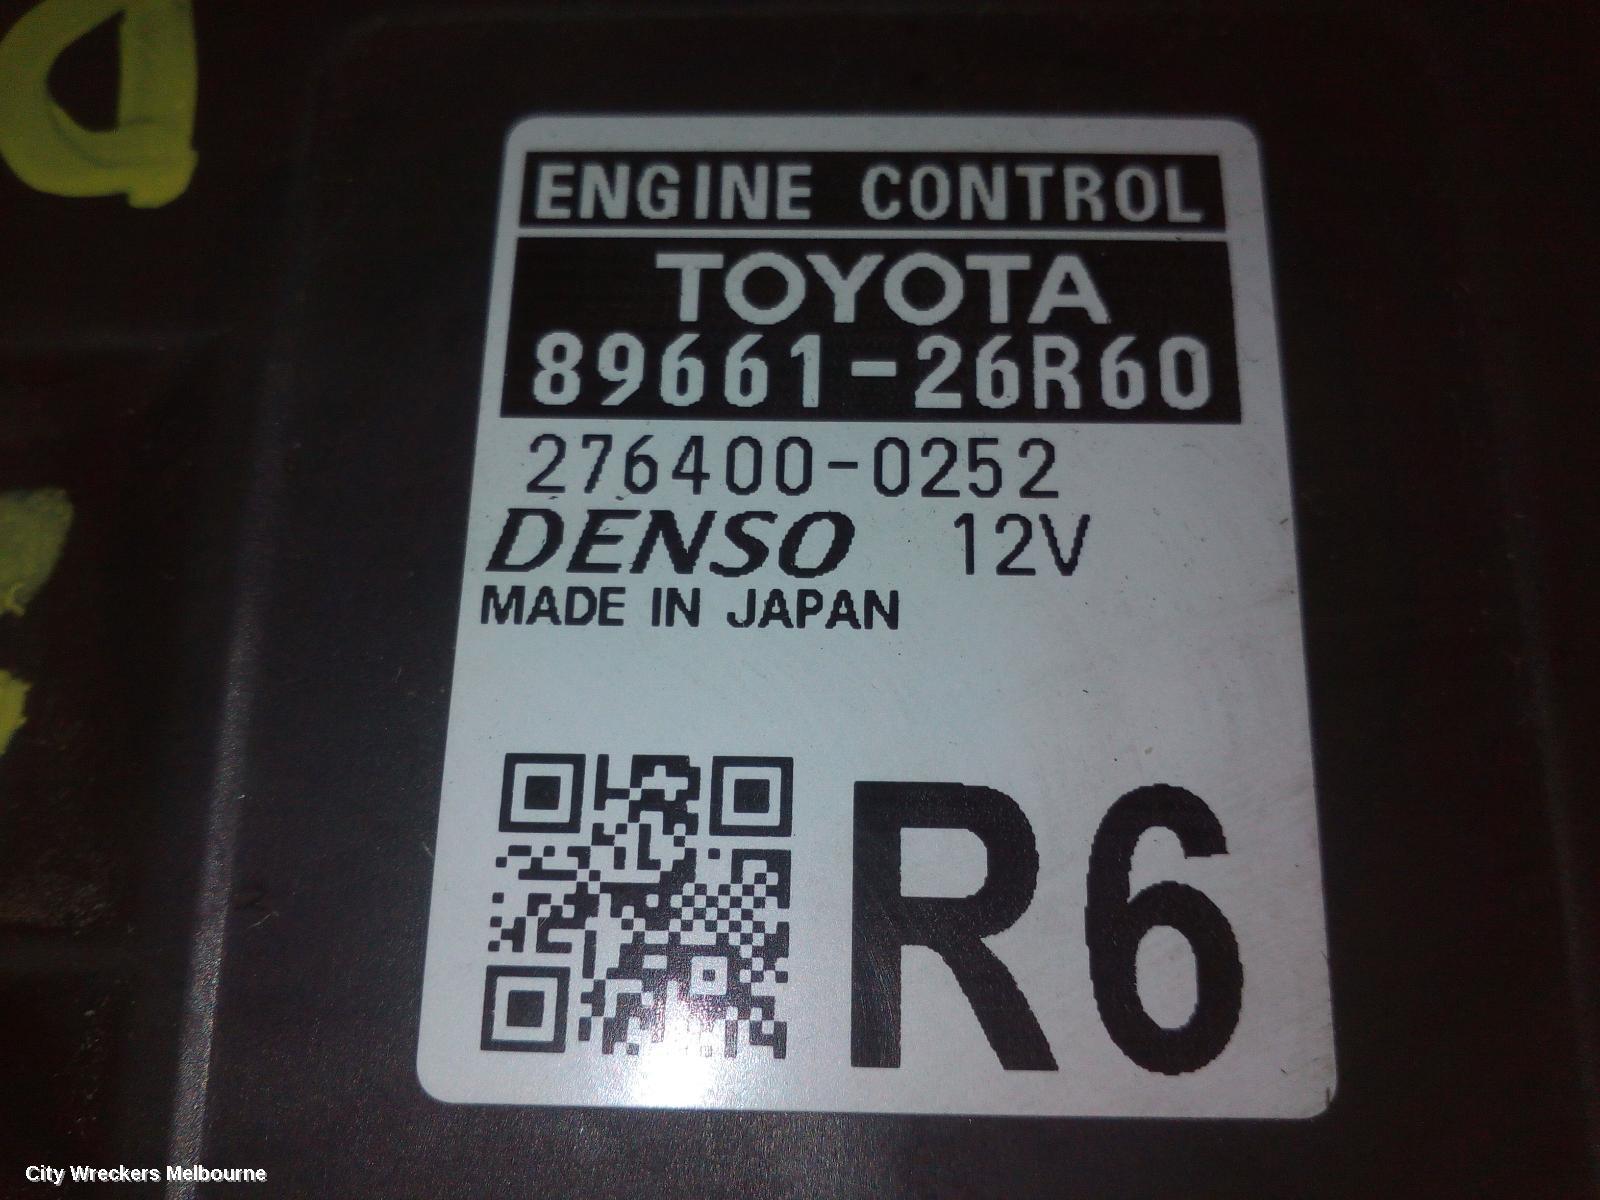 ENGINE CONTROL
TOYOTA
89661-26R60
276400-0252
DENSO 12V
MADE IN JAPAN
R6
City Wreckers Melbourne